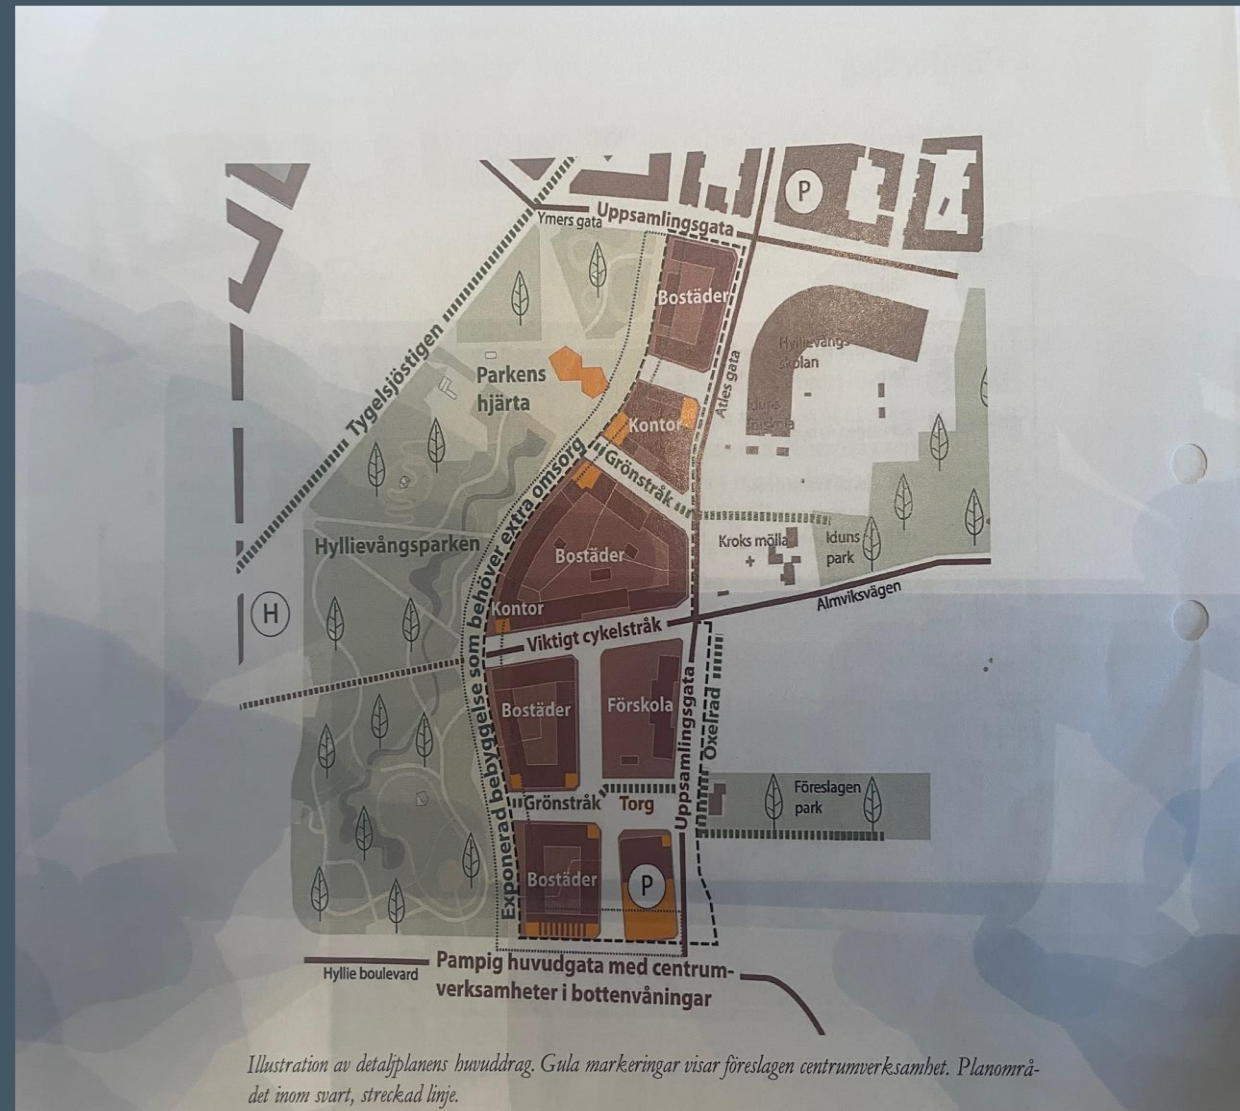 P
Ymers gata
Uppsamlingsgata
Bostäder
Hyllievångs-
skolan
Tygelsjöstigen
Parkens
hjärta
Atles gata
Kontor
Iduns
förskola
Grönstråk
Exponerad bebyggelse som behöver extra omsorg
Hyllievångsparken
Bostäder
Kroks mölla
Iduns
park
Almviksvägen
H
Kontor
Viktigt cykelstråk
Bostäder
Förskola
Uppsamlingsgata
Oxelrad
Grönstråk
Torg
Föreslagen
park
Bostäder
P
Hyllie boulevard
Pampig huvudgata med centrum-
verksamheter i bottenvåningar
Illustration av detaljplanens huvuddrag. Gula markeringar visar föreslagen centrumverksamhet. Planområ-
det inom svart, streckad linje.